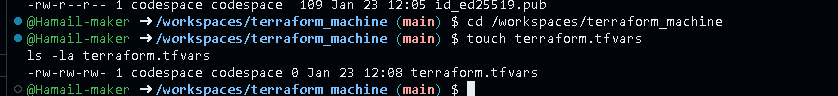 -rw-r--r-- 1 codespace codespace  109 Jan 23 12:05 id_ed25519.pub
@Hamail-maker ➜ /workspaces/terraform_machine (main) $ cd /workspaces/terraform_machine
@Hamail-maker ➜ /workspaces/terraform_machine (main) $ touch terraform.tfvars
ls -la terraform.tfvars
-rw-rw-rw- 1 codespace codespace 0 Jan 23 12:08 terraform.tfvars
@Hamail-maker ➜ /workspaces/terraform_machine (main) $